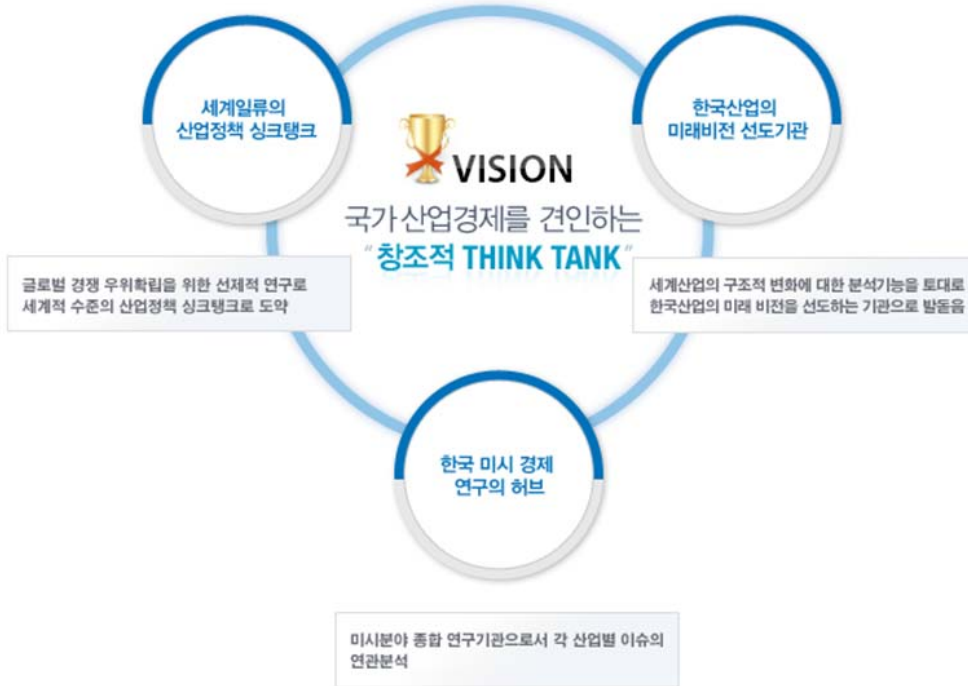 세계일류의
산업정책 싱크탱크
한국산업의
미래비전 선도기관
VISION
국가 산업경제를 견인하는
"창조적 THINK TANK"
글로벌 경쟁 우위확립을 위한 선제적 연구로
세계적 수준의 산업정책 싱크탱크로 도약
세계산업의 구조적 변화에 대한 분석기능을 토대로
한국산업의 미래 비전을 선도하는 기관으로 발돋음
한국 미시 경제
연구의 허브
미시분야 종합 연구기관으로서 각 산업별 이슈의
연관분석